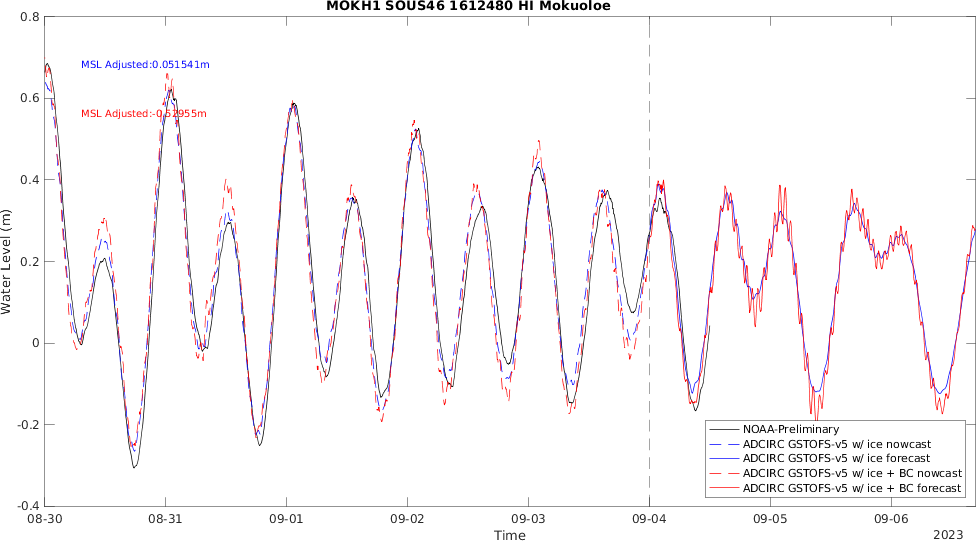 MOKH1 SOUS46 1612480 HI Mokuoloe
0.8
0.6
0.4
0.2
0
-0.2
-0.4
Water Level (m)
MSL Adjusted:0.051541m
MSL Adjusted:-0.52955m
NOAA-Preliminary
ADCIRC GSTOFS-v5 w/ ice nowcast
ADCIRC GSTOFS-v5 w/ ice forecast
ADCIRC GSTOFS-v5 w/ ice + BC nowcast
ADCIRC GSTOFS-v5 w/ ice + BC forecast
08-30 08-31 09-01 09-02 09-03 09-04 09-05 09-06
Time
2023